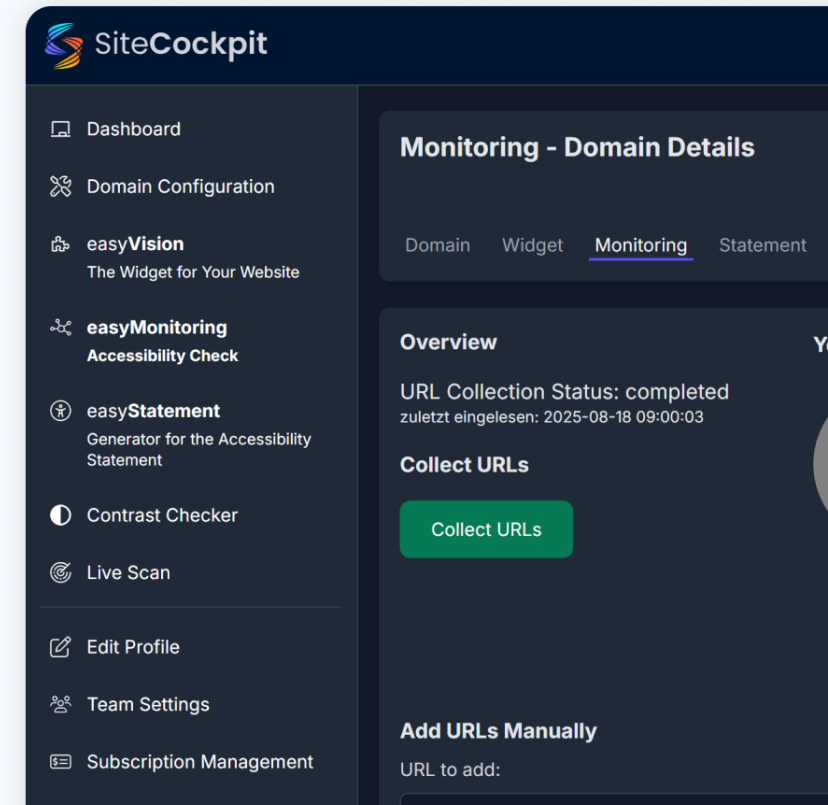 SiteCockpit
Dashboard
Domain Configuration
easyVision
The Widget for Your Website
easyMonitoring
Accessibility Check
easyStatement
Generator for the Accessibility
Statement
Contrast Checker
Live Scan
Edit Profile
Team Settings
Subscription Management
Monitoring - Domain Details
Domain Widget Monitoring Statement
Overview
URL Collection Status: completed
zuletzt eingelesen: 2025-08-18 09:00:03
Collect URLs
Collect URLs
Add URLs Manually
URL to add: